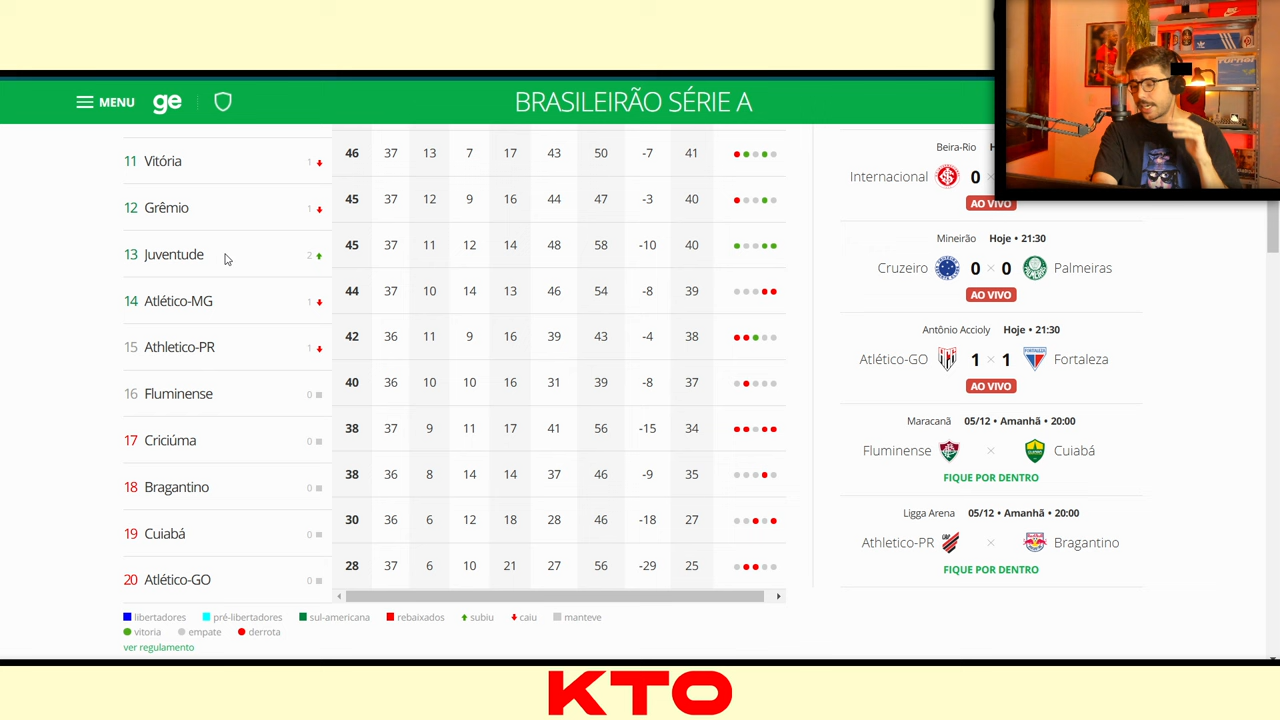 MENU ge BRASILEIRÃO SÉRIE A
11 Vitória 1 46 37 13 7 17 43 50 -7 41
12 Grêmio 1 45 37 12 9 16 44 47 -3 40
13 Juventude 2 45 37 11 12 14 48 58 -10 40
14 Atlético-MG 1 44 37 10 14 13 46 54 -8 39
15 Athletico-PR 1 42 36 11 9 16 39 43 -4 38
16 Fluminense 0 40 36 10 10 16 31 39 -8 37
17 Criciúma 0 38 37 9 11 17 41 56 -15 34
18 Bragantino 0 38 36 8 14 14 37 46 -9 35
19 Cuiabá 0 30 36 6 12 18 28 46 -18 27
20 Atlético-GO 0 28 37 6 10 21 27 56 -29 25
libertadores pré-libertadores sul-americana rebaixados subiu caiu manteve
vitoria empate derrota
ver regulamento
Beira-Rio
Internacional 0
AO VIVO
Mineirão Hoje • 21:30
Cruzeiro 0 × 0 Palmeiras
AO VIVO
Antônio Accioly Hoje • 21:30
Atlético-GO 1 × 1 Fortaleza
AO VIVO
Maracanã 05/12 • Amanhã • 20:00
Fluminense × Cuiabá
FIQUE POR DENTRO
Ligga Arena 05/12 • Amanhã • 20:00
Athletico-PR × Bragantino
FIQUE POR DENTRO
KTO